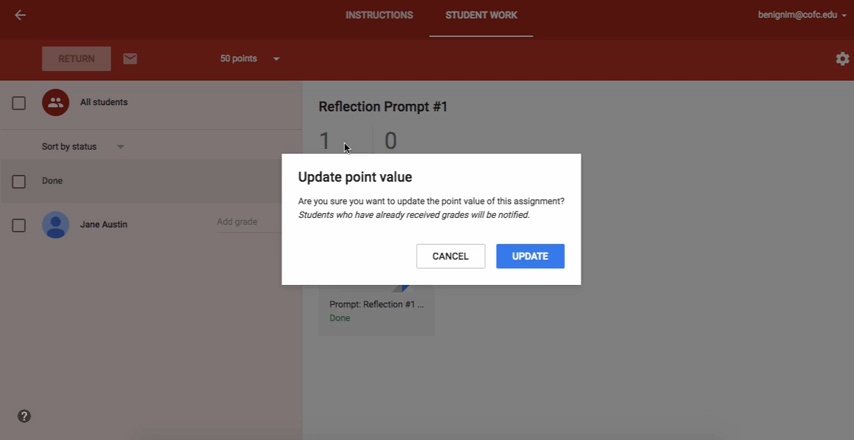 INSTRUCTIONS
STUDENT WORK
benignim@cofc.edu
RETURN
50 points
All students
Sort by status
Done
Jane Austin
Add grade
Reflection Prompt #1
1
0
Update point value
Are you sure you want to update the point value of this assignment?
Students who have already received grades will be notified.
CANCEL
UPDATE
Prompt: Reflection #1 ...
Done
?